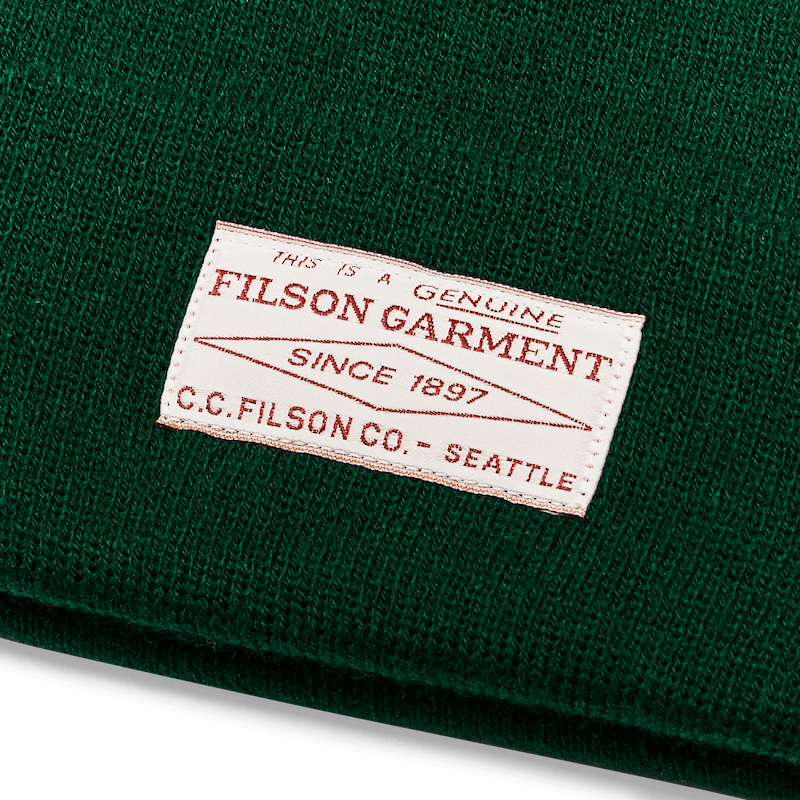 THIS IS A GENUINE
FILSON GARMENT
SINCE 1897
C.C. FILSON CO. - SEATTLE